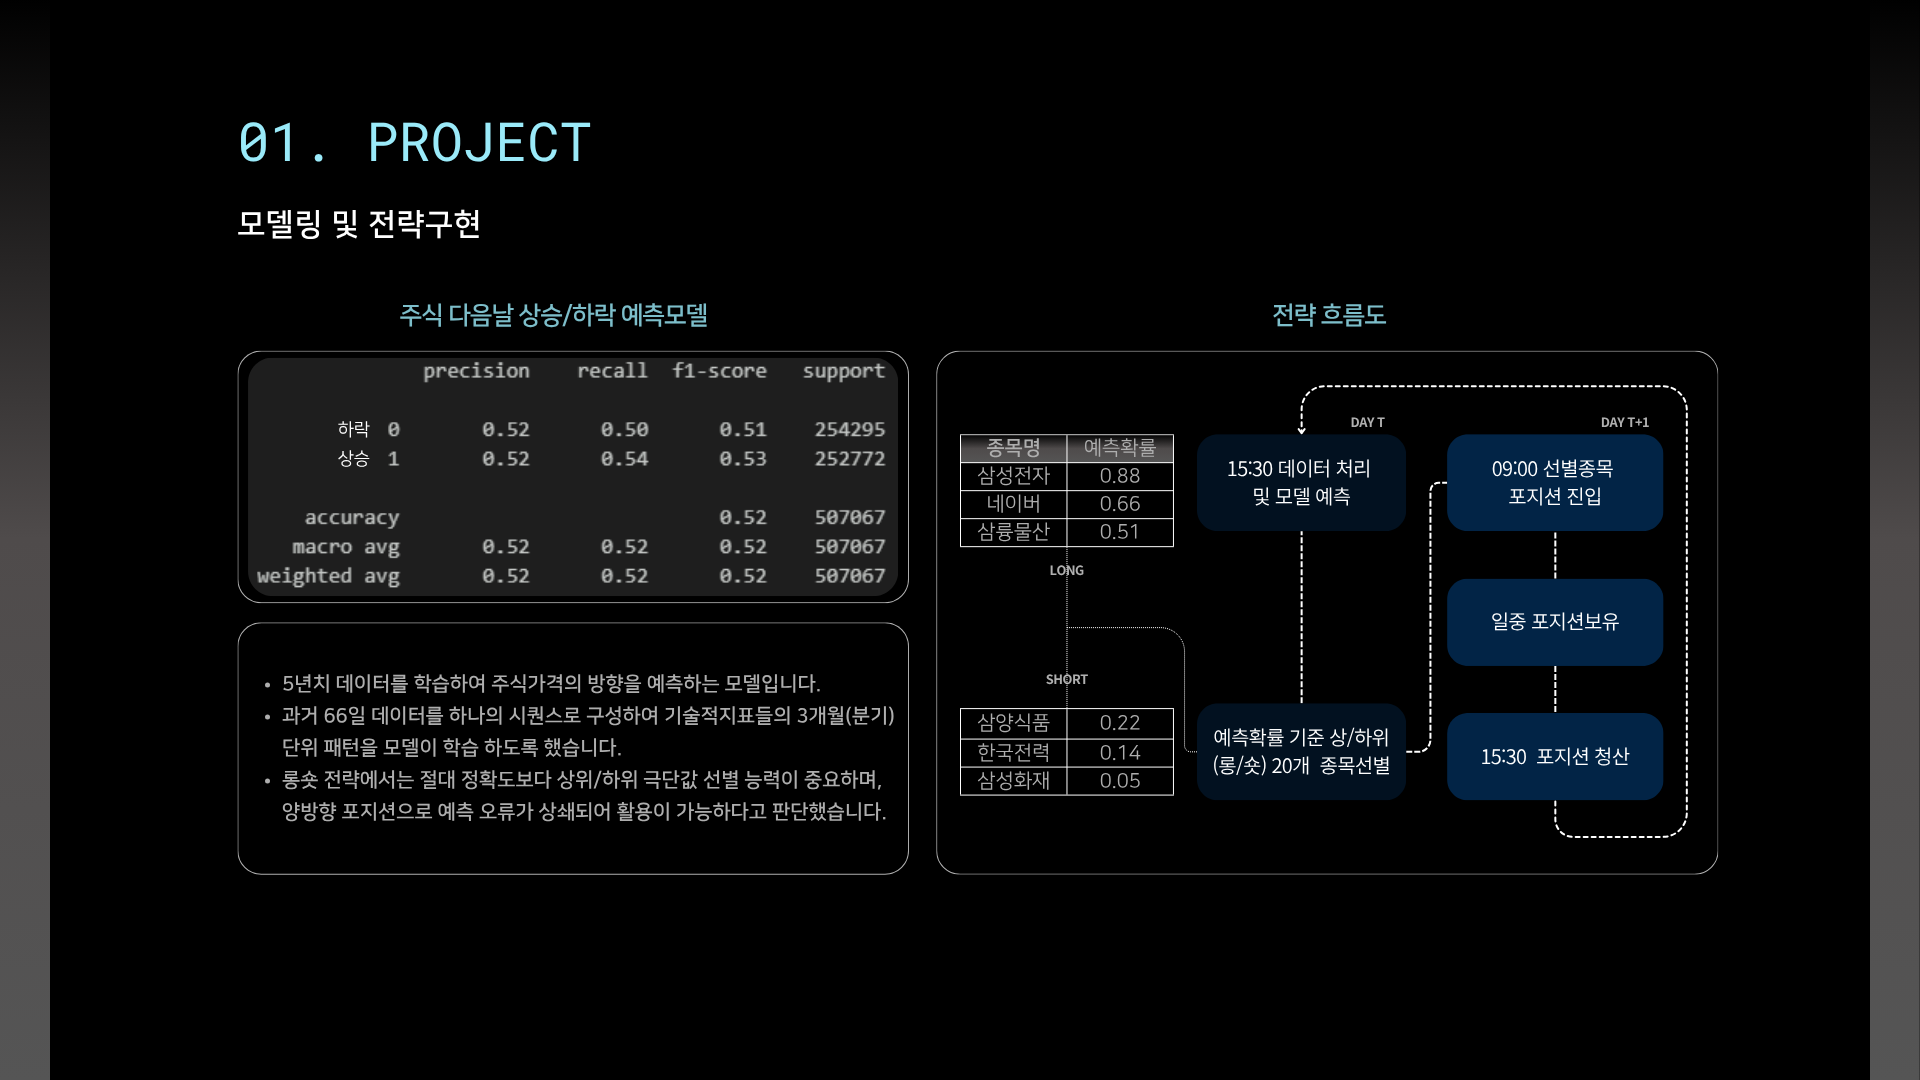 01. PROJECT
모델링 및 전략구현
주식 다음날 상승/하락 예측모델
precision recall f1-score support
하락 0 0.52 0.50 0.51 254295
상승 1 0.52 0.54 0.53 252772
accuracy 0.52 507067
macro avg 0.52 0.52 0.52 507067
weighted avg 0.52 0.52 0.52 507067
• 5년치 데이터를 학습하여 주식가격의 방향을 예측하는 모델입니다.
• 과거 66일 데이터를 하나의 시퀀스로 구성하여 기술적지표들의 3개월(분기)
단위 패턴을 모델이 학습 하도록 했습니다.
• 롱숏 전략에서는 절대 정확도보다 상위/하위 극단값 선별 능력이 중요하며,
양방향 포지션으로 예측 오류가 상쇄되어 활용이 가능하다고 판단했습니다.
전략 흐름도
종목명 예측확률
삼성전자 0.88
네이버 0.66
삼륭물산 0.51
LONG
SHORT
삼양식품 0.22
한국전력 0.14
삼성화재 0.05
DAY T
15:30 데이터 처리
및 모델 예측
예측확률 기준 상/하위
(롱/숏) 20개 종목선별
DAY T+1
09:00 선별종목
포지션 진입
일중 포지션보유
15:30 포지션 청산